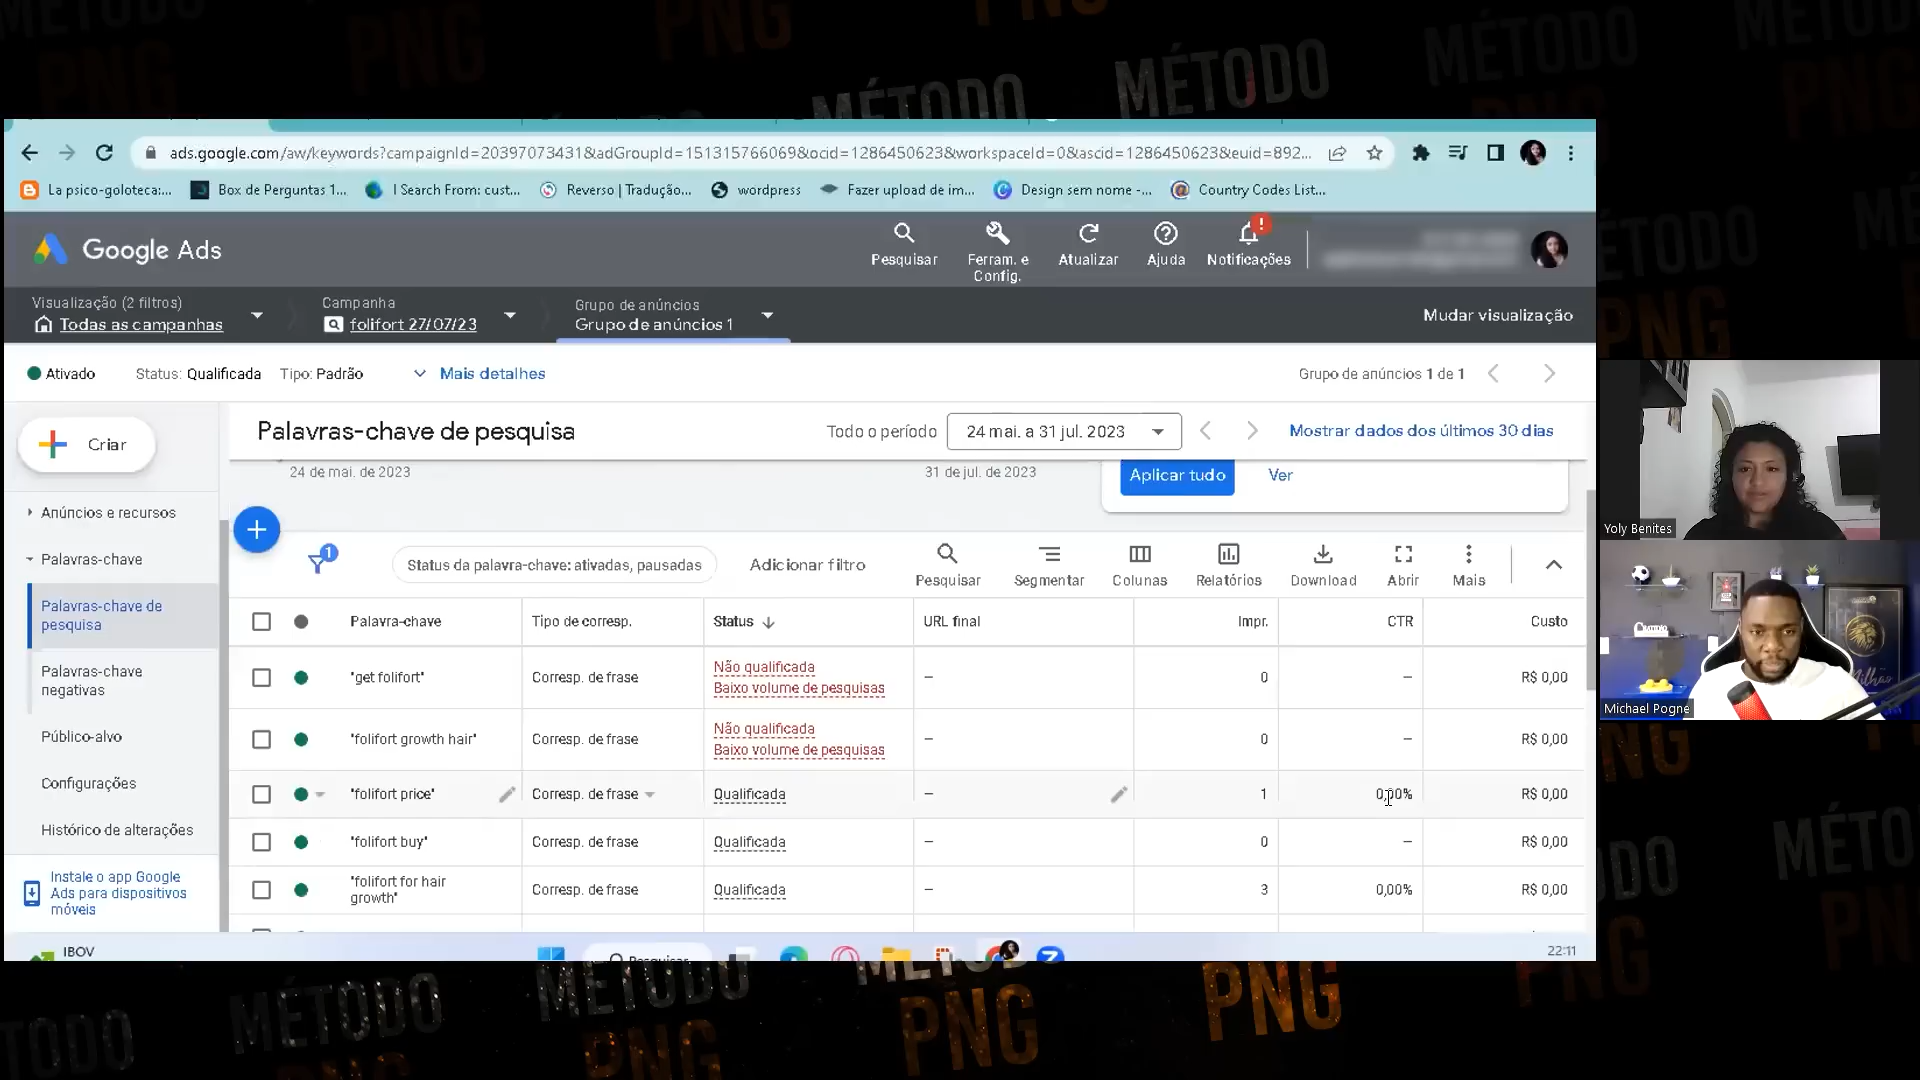 MÉTODO
PNG
ads.google.com/aw/keywords?campaignId=20397073431&adGroupId=151315766069&ocid=1286450623&workspaceId=0&ascid=1286450623&euid=892...
La psico-goloteca:...
Box de Perguntas 1...
I Search From: cust...
Reverso | Tradução...
wordpress
Fazer upload de im...
Design sem nome -...
Country Codes List...
Google Ads
Pesquisar
Ferram. e
Config.
Atualizar
Ajuda
Notificações
Visualização (2 filtros)
Todas as campanhas
Campanha
folifort 27/07/23
Grupo de anúncios
Grupo de anúncios 1
Mudar visualização
Ativado
Status: Qualificada
Tipo: Padrão
Mais detalhes
Grupo de anúncios 1 de 1
Criar
Palavras-chave de pesquisa
Todo o período
24 mai. a 31 jul. 2023
Mostrar dados dos últimos 30 dias
24 de mai. de 2023
31 de jul. de 2023
Aplicar tudo
Ver
Anúncios e recursos
Palavras-chave
Palavras-chave de
pesquisa
Palavras-chave
negativas
Público-alvo
Configurações
Histórico de alterações
Instale o app Google
Ads para dispositivos
móveis
1
Status da palavra-chave: ativadas, pausadas
Adicionar filtro
Pesquisar
Segmentar
Colunas
Relatórios
Download
Abrir
Mais
Palavra-chave Tipo de corresp. Status URL final Impr. CTR Custo
"get folifort" Corresp. de frase Não qualificada – 0 – R$ 0,00
Baixo volume de pesquisas
"folifort growth hair" Corresp. de frase Não qualificada – 0 – R$ 0,00
Baixo volume de pesquisas
"folifort price" Corresp. de frase Qualificada – 1 0,00% R$ 0,00
"folifort buy" Corresp. de frase Qualificada – 0 – R$ 0,00
"folifort for hair
growth" Corresp. de frase Qualificada – 3 0,00% R$ 0,00
IBOV
Pesquisar
22:11
Yoly Benites
Michael Pogne